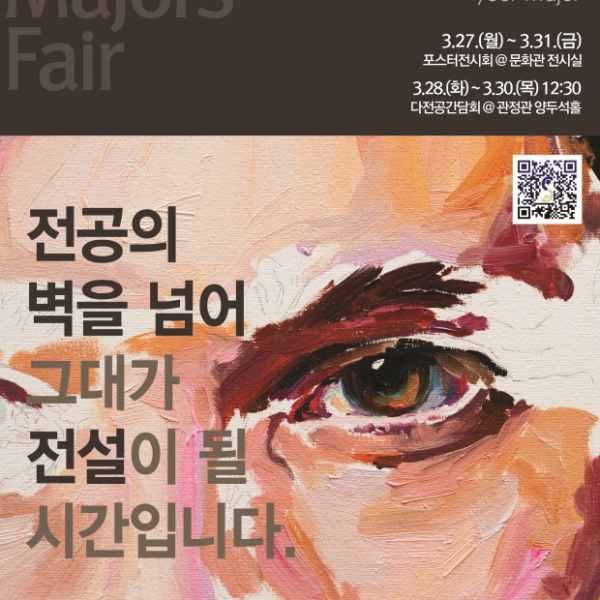 Majors
Fair
your major
3.27.(월) ~ 3.31.(금)
포스터전시회 @ 문화관 전시실
3.28.(화) ~ 3.30.(목) 12:30
다전공간담회 @ 관정관 양두석홀
전공의
벽을 넘어
그대가
전설이 될
시간입니다.